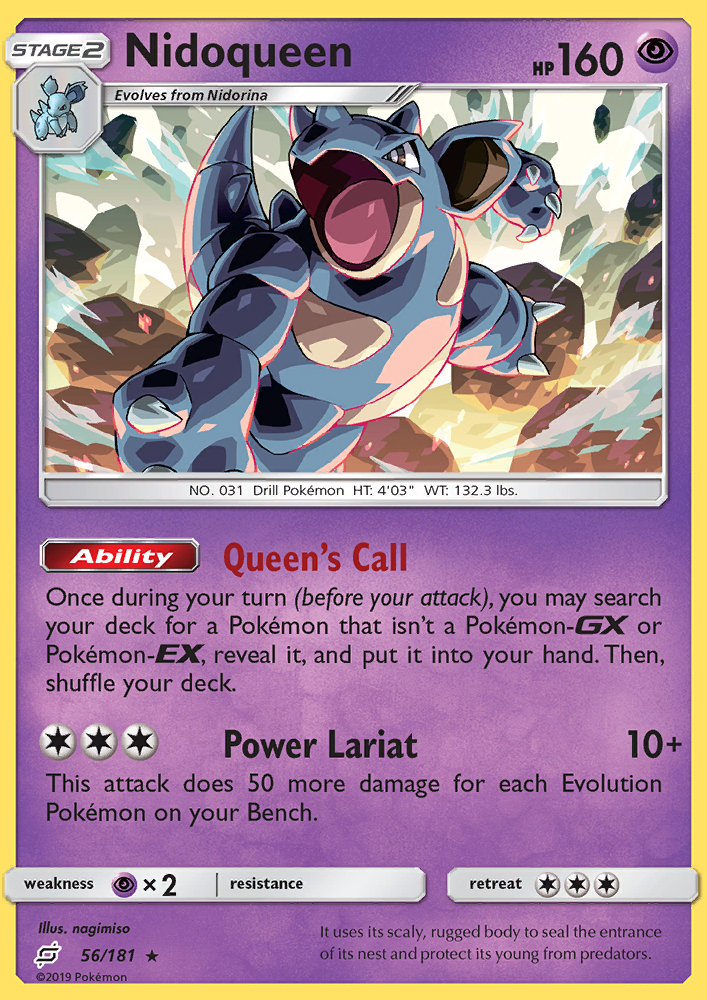 STAGE2
Nidoqueen
HP160
Evolves from Nidorina
NO. 031 Drill Pokémon HT: 4'03" WT: 132.3 lbs.
Ability Queen's Call
Once during your turn (before your attack), you may search
your deck for a Pokémon that isn't a Pokémon-GX or
Pokémon-EX, reveal it, and put it into your hand. Then,
shuffle your deck.
Power Lariat 10+
This attack does 50 more damage for each Evolution
Pokémon on your Bench.
weakness ×2 resistance retreat
Illus. nagimiso
56/181 ★
©2019 Pokémon
It uses its scaly, rugged body to seal the entrance
of its nest and protect its young from predators.